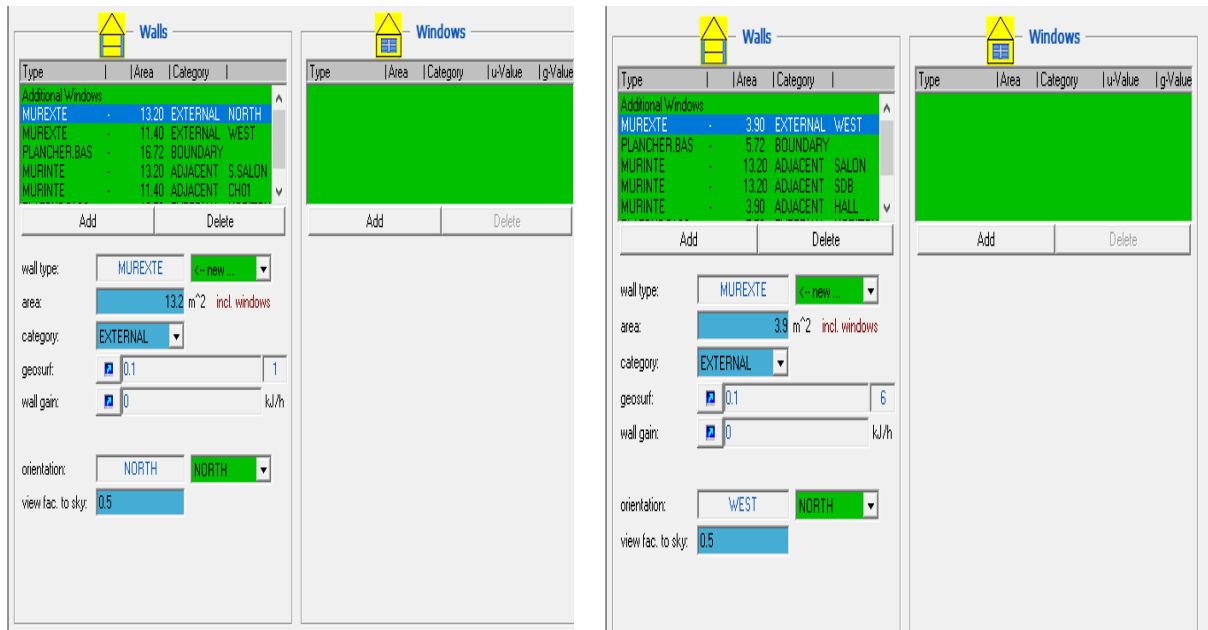 Walls
Windows
Type | |Area |Category |
Additional Windows
MUREXTE - 13.20 EXTERNAL NORTH
MUREXTE - 11.40 EXTERNAL WEST
PLANCHER.BAS - 16.72 BOUNDARY
MURINTE - 13.20 ADJACENT S.SALON
MURINTE - 11.40 ADJACENT CH01
Add Delete
Type |Area |Category |u-Value |g-Value
Add Delete
wall type: MUREXTE <-- new ...
area: 13.2 m^2 incl. windows
category: EXTERNAL
geosurf: 0.1 1
wall gain: 0 kJ/h
orientation: NORTH NORTH
view fac. to sky: 0.5
Walls
Windows
Type | |Area |Category |
Additional Windows
MUREXTE - 3.90 EXTERNAL WEST
PLANCHER.BAS - 5.72 BOUNDARY
MURINTE - 13.20 ADJACENT SALON
MURINTE - 13.20 ADJACENT SDB
MURINTE - 3.90 ADJACENT HALL
Add Delete
Type |Area |Category |u-Value |g-Value
Add Delete
wall type: MUREXTE <-- new ...
area: 3.9 m^2 incl. windows
category: EXTERNAL
geosurf: 0.1 6
wall gain: 0 kJ/h
orientation: WEST NORTH
view fac. to sky: 0.5